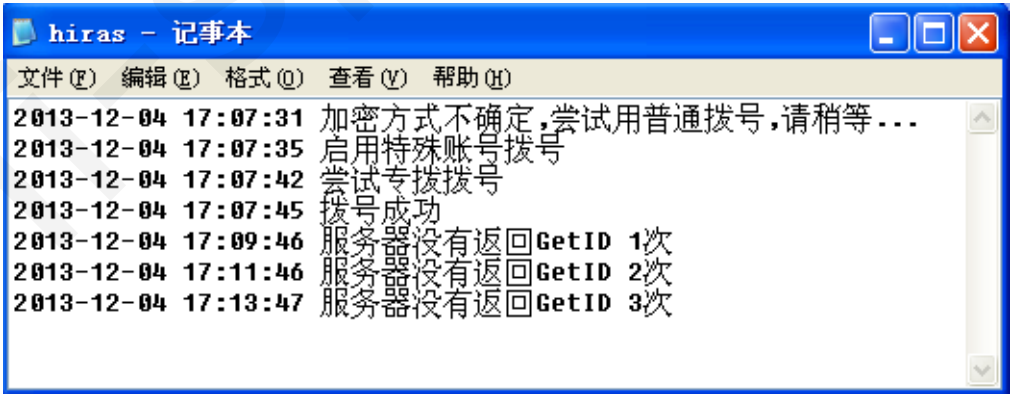 hiras - 记事本
文件(F) 编辑(E) 格式(O) 查看(V) 帮助(H)
2013-12-04 17:07:31 加密方式不确定,尝试用普通拨号,请稍等...
2013-12-04 17:07:35 启用特殊账号拨号
2013-12-04 17:07:42 尝试专拨拨号
2013-12-04 17:07:45 拨号成功
2013-12-04 17:09:46 服务器没有返回GetID 1次
2013-12-04 17:11:46 服务器没有返回GetID 2次
2013-12-04 17:13:47 服务器没有返回GetID 3次